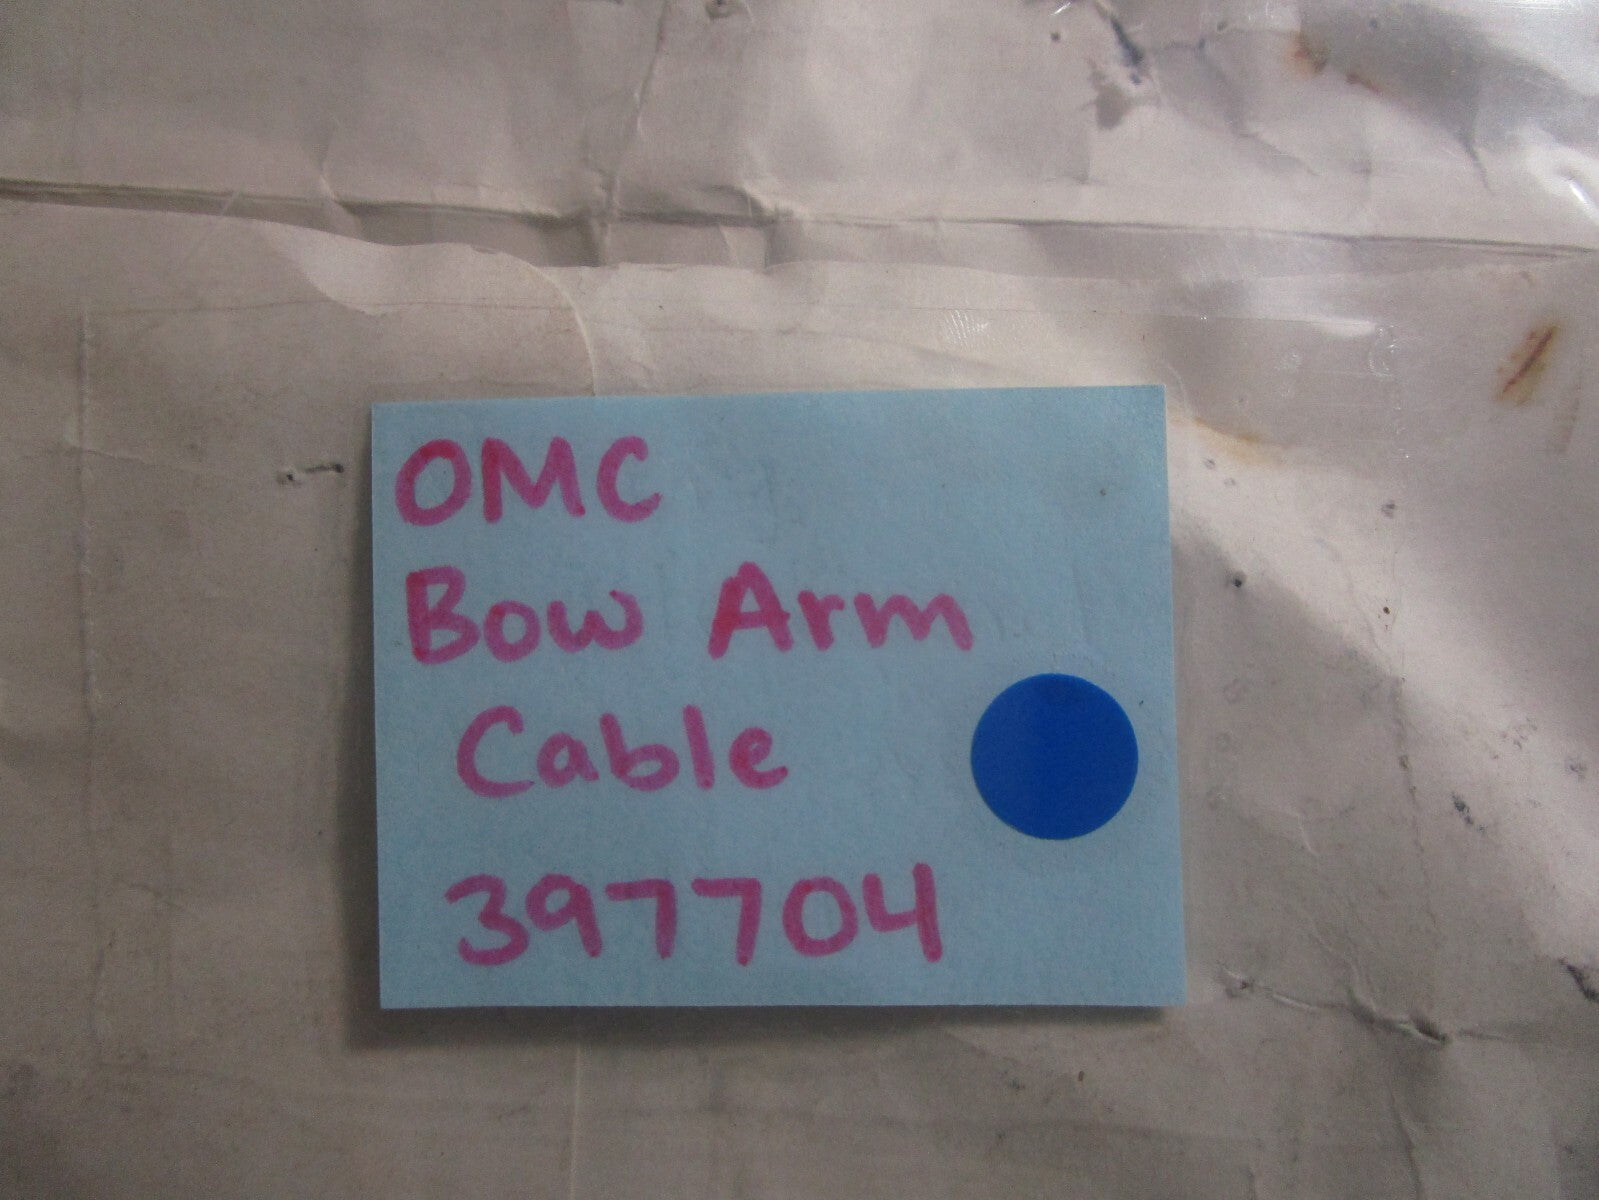 OMC
Bow Arm
Cable
397704